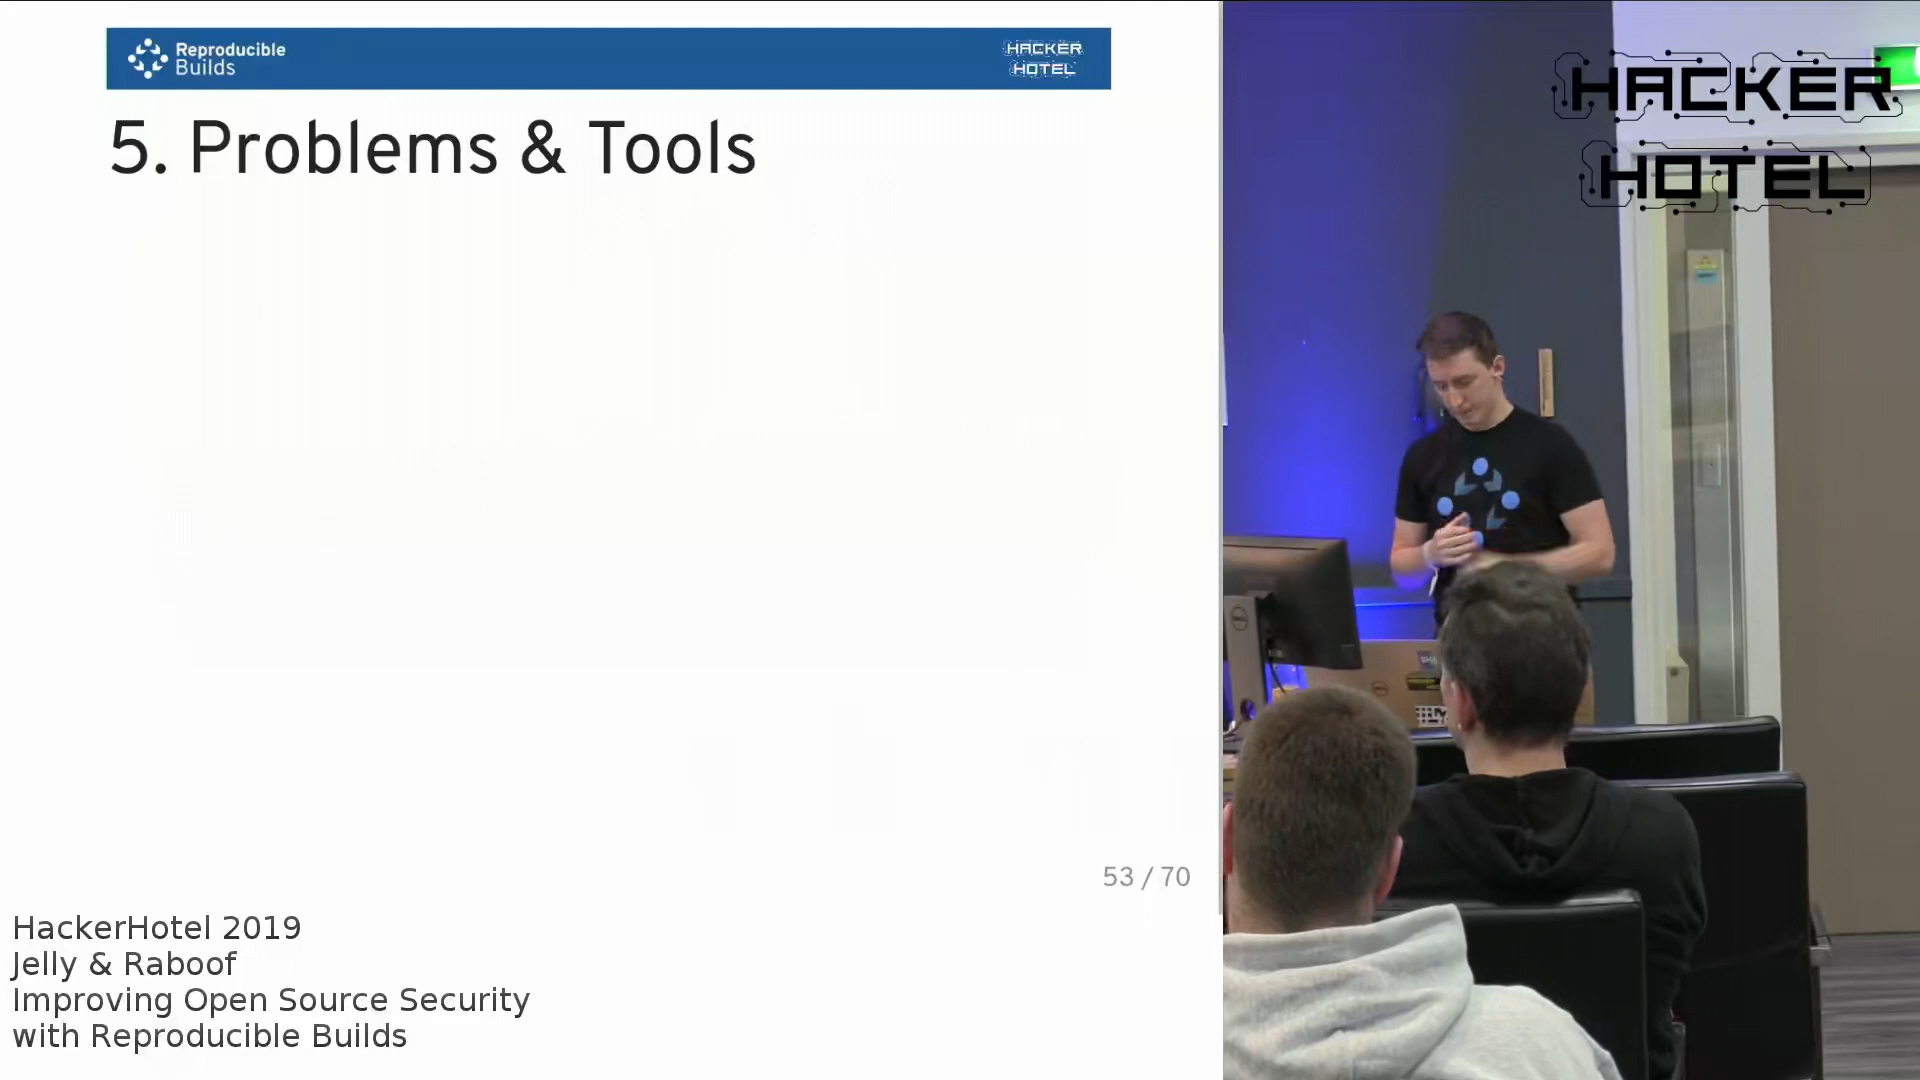 Reproducible
Builds
HACKER
HOTEL
5. Problems & Tools
53 / 70
HackerHotel 2019
Jelly & Raboof
Improving Open Source Security
with Reproducible Builds
HACKER
HOTEL
DELL